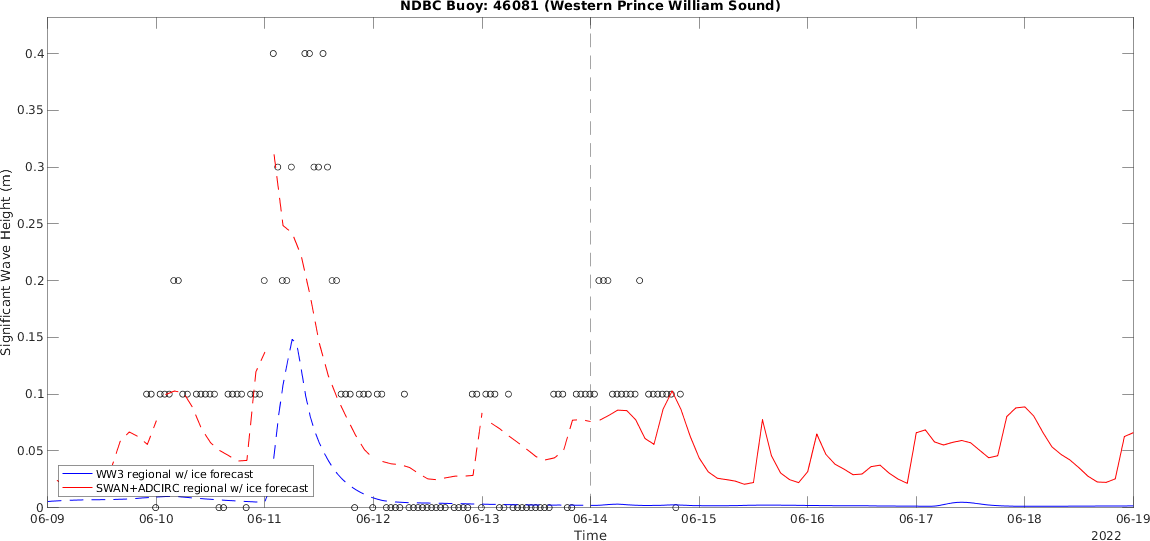 NDBC Buoy: 46081 (Western Prince William Sound)
Significant Wave Height (m)
0.4
0.35
0.3
0.25
0.2
0.15
0.1
0.05
0
WW3 regional w/ ice forecast
SWAN+ADCIRC regional w/ ice forecast
06-09 06-10 06-11 06-12 06-13 06-14 06-15 06-16 06-17 06-18 06-19
Time
2022